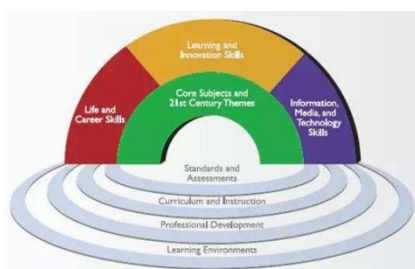 Learning and
Innovation Skills
Core Subjects and
21st Century Themes
Life and
Career Skills
Information,
Media, and
Technology
Skills
Standards and
Assessments
Curriculum and Instruction
Professional Development
Learning Environments